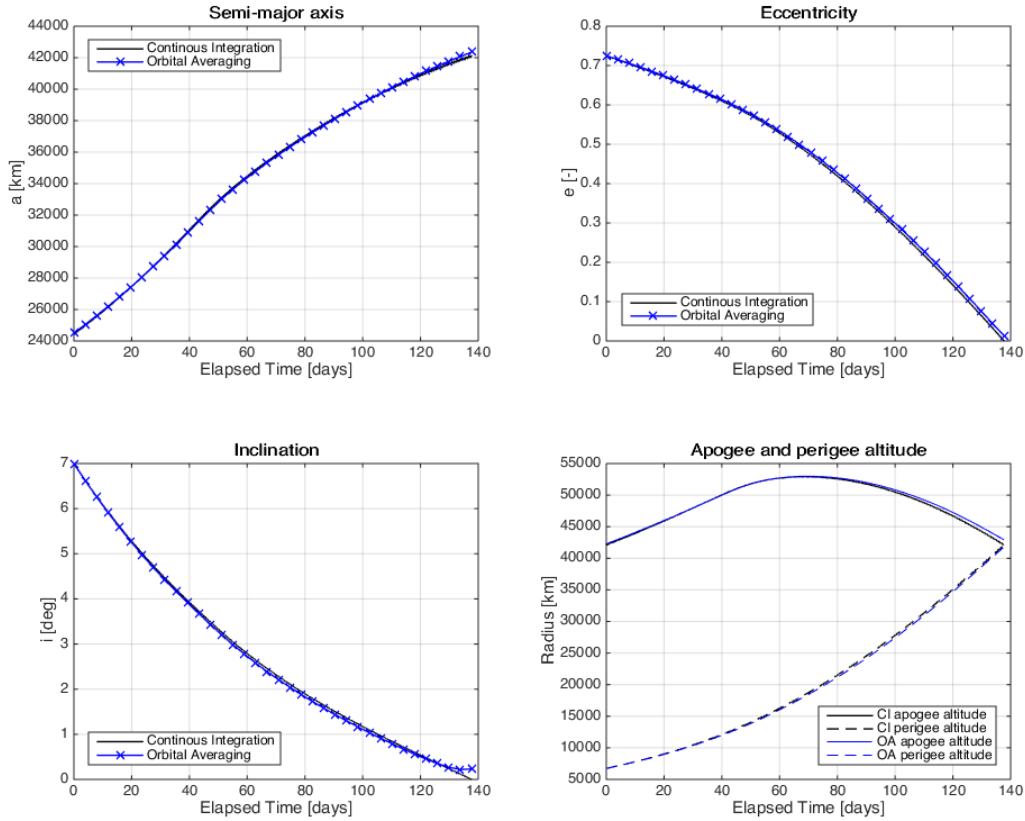 Semi-major axis
44000
42000
40000
38000
36000
34000
32000
30000
28000
26000
24000
a [km]
Continous Integration
Orbital Averaging
0 20 40 60 80 100 120 140
Elapsed Time [days]
Eccentricity
0.8
0.7
0.6
0.5
0.4
0.3
0.2
0.1
0
e [-]
Continous Integration
Orbital Averaging
0 20 40 60 80 100 120 140
Elapsed Time [days]
Inclination
7
6
5
4
3
2
1
0
i [deg]
Continous Integration
Orbital Averaging
0 20 40 60 80 100 120 140
Elapsed Time [days]
Apogee and perigee altitude
55000
50000
45000
40000
35000
30000
25000
20000
15000
10000
5000
Radius [km]
CI apogee altitude
CI perigee altitude
OA apogee altitude
OA perigee altitude
0 20 40 60 80 100 120 140
Elapsed Time [days]